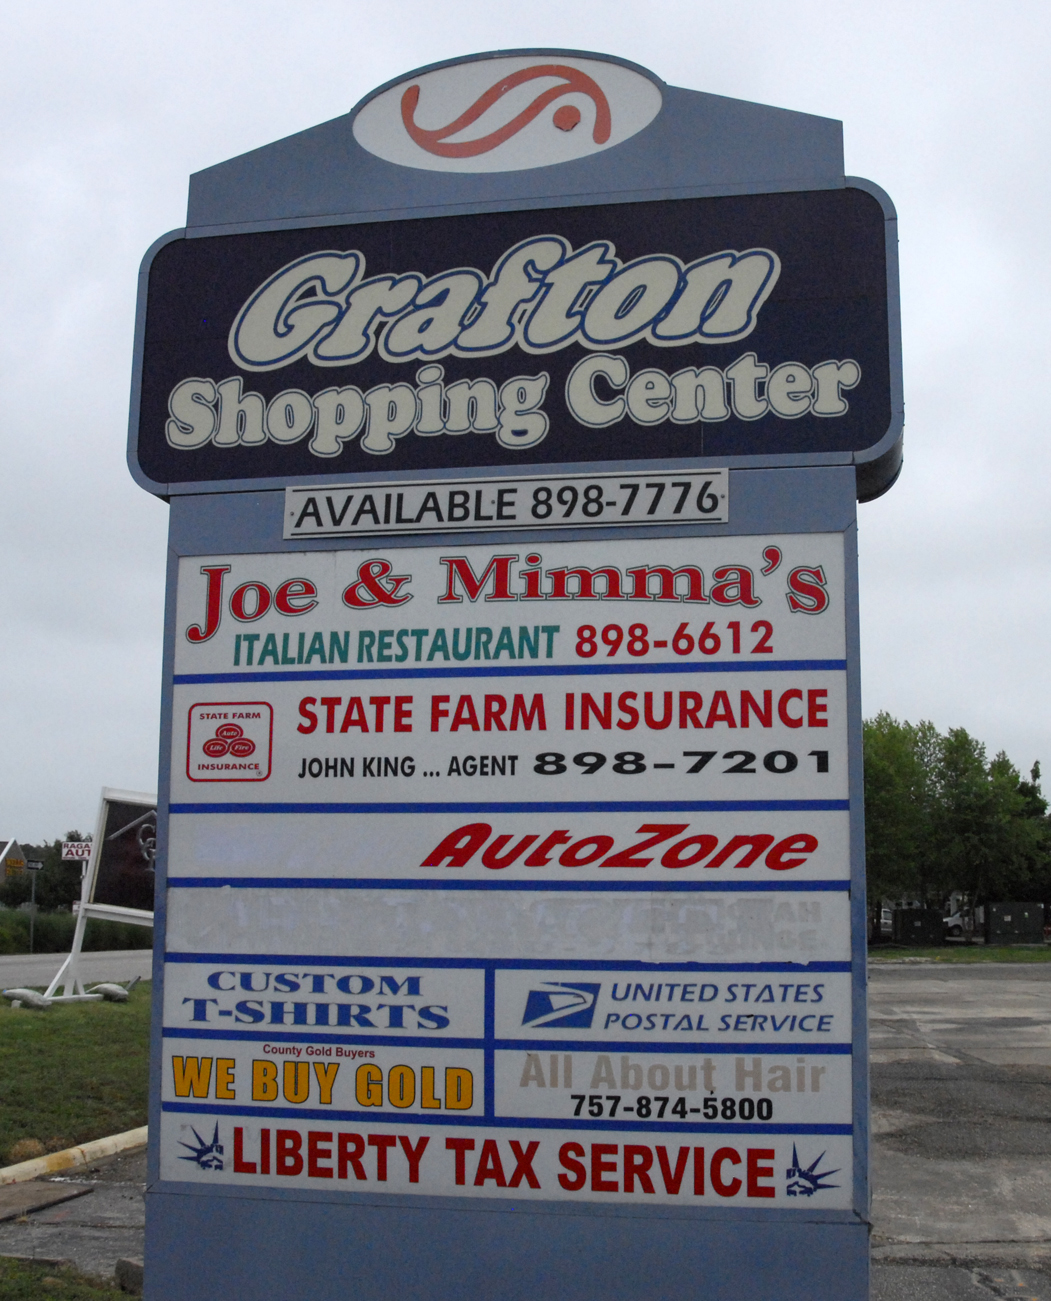 Grafton
Shopping Center
AVAILABLE 898-7776
Joe & Mimma's
ITALIAN RESTAURANT 898-6612
STATE FARM
Auto
Life Fire
INSURANCE
STATE FARM INSURANCE
JOHN KING ... AGENT 898-7201
AutoZone
CUSTOM
T-SHIRTS
UNITED STATES
POSTAL SERVICE
County Gold Buyers
WE BUY GOLD
All About Hair
757-874-5800
LIBERTY TAX SERVICE